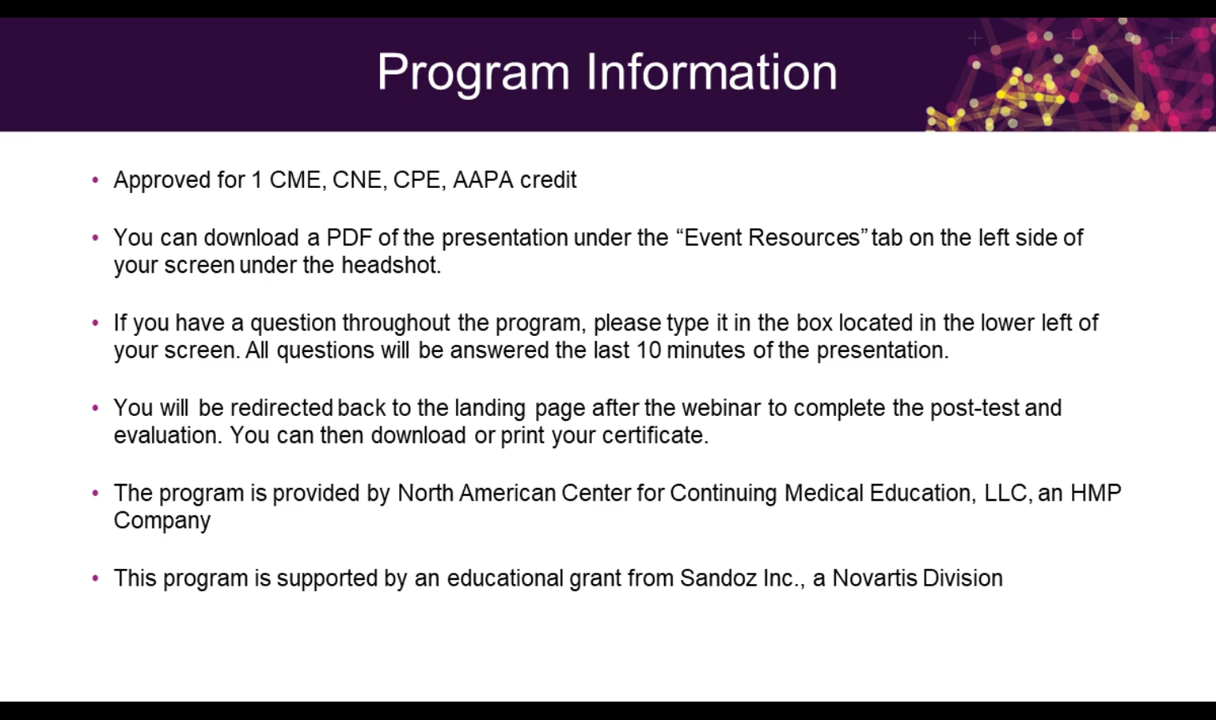 Program Information
• Approved for 1 CME, CNE, CPE, AAPA credit
• You can download a PDF of the presentation under the “Event Resources” tab on the left side of
your screen under the headshot.
• If you have a question throughout the program, please type it in the box located in the lower left of
your screen. All questions will be answered the last 10 minutes of the presentation.
• You will be redirected back to the landing page after the webinar to complete the post-test and
evaluation. You can then download or print your certificate.
• The program is provided by North American Center for Continuing Medical Education, LLC, an HMP
Company
• This program is supported by an educational grant from Sandoz Inc., a Novartis Division